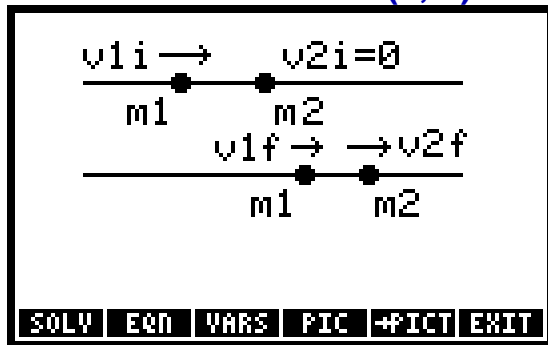 v1i→ v2i=0
m1 m2
v1f→ →v2f
m1 m2
SOLV EQN VARS PIC →PICT EXIT